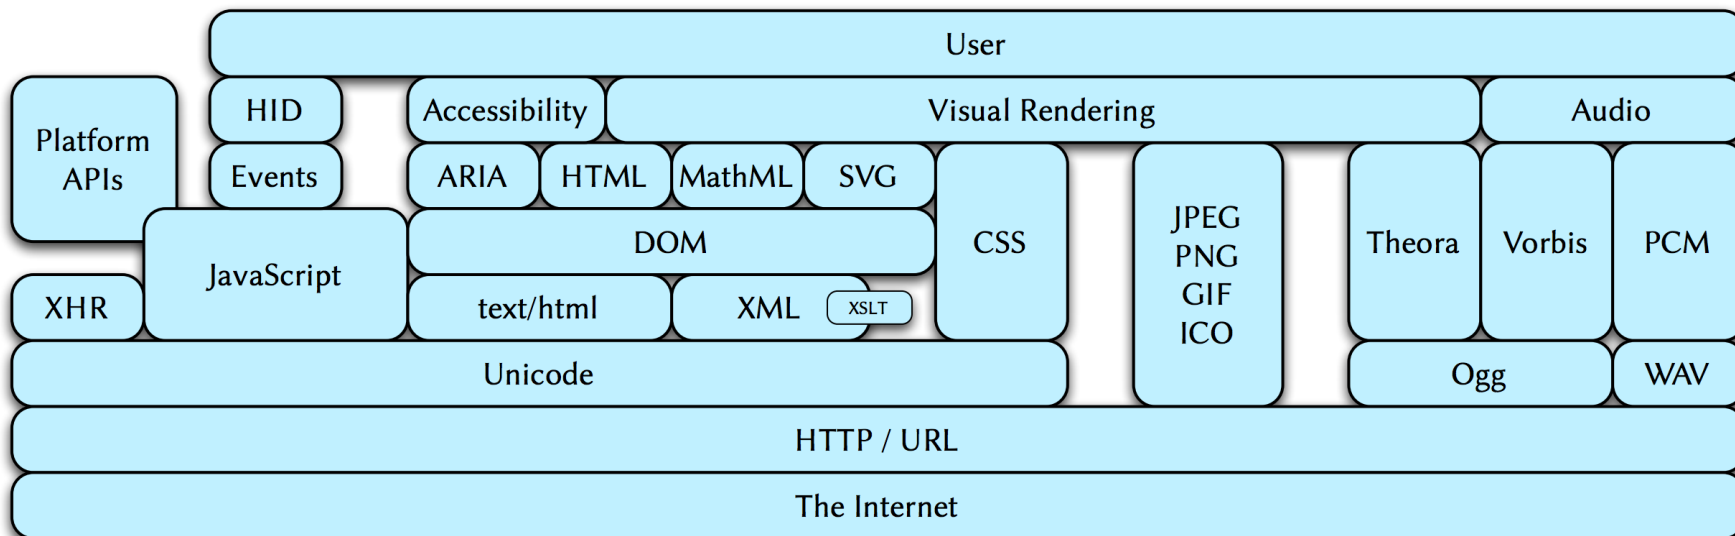 User
Platform
APIs
HID
Accessibility
Visual Rendering
Audio
Events
ARIA
HTML
MathML
SVG
CSS
JPEG
PNG
GIF
ICO
Theora
Vorbis
PCM
JavaScript
DOM
XHR
text/html
XML
XSLT
Unicode
Ogg
WAV
HTTP / URL
The Internet